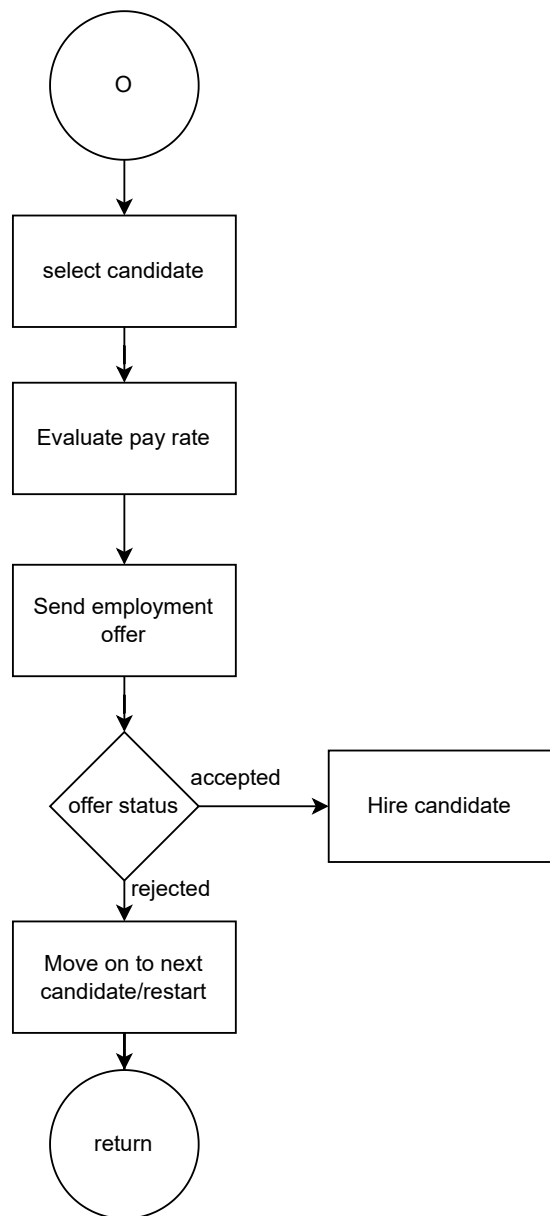 O
select candidate
Evaluate pay rate
Send employment
offer
offer status
accepted
Hire candidate
rejected
Move on to next
candidate/restart
return